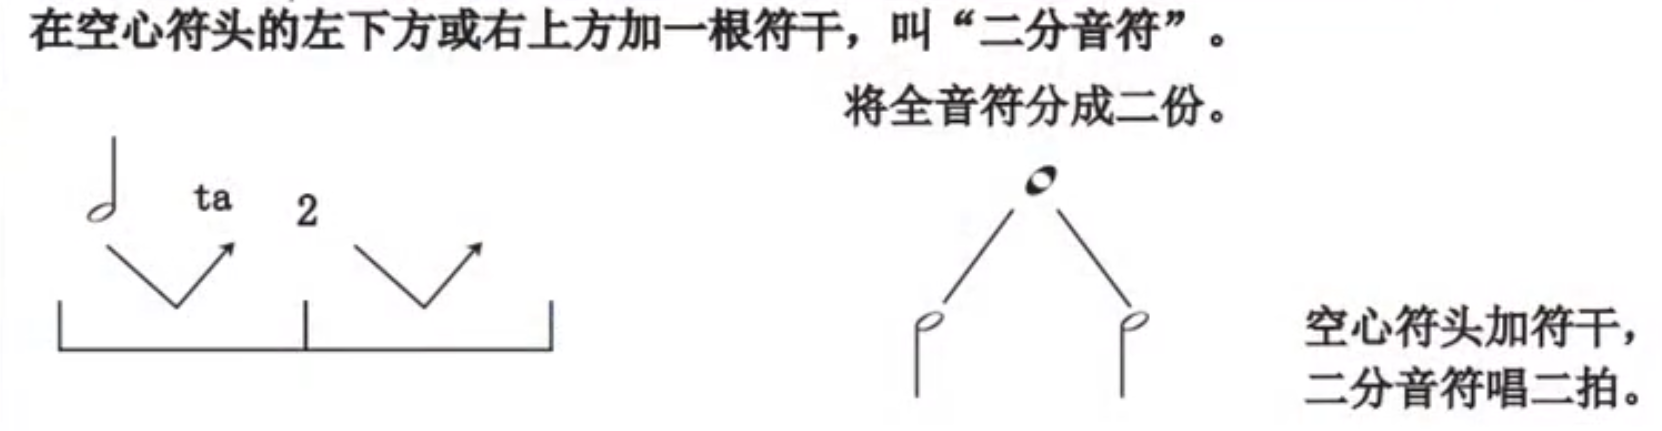 在空心符头的左下方或右上方加一根符干，叫“二分音符”。
将全音符分成二份。
ta 2
空心符头加符干，
二分音符唱二拍。